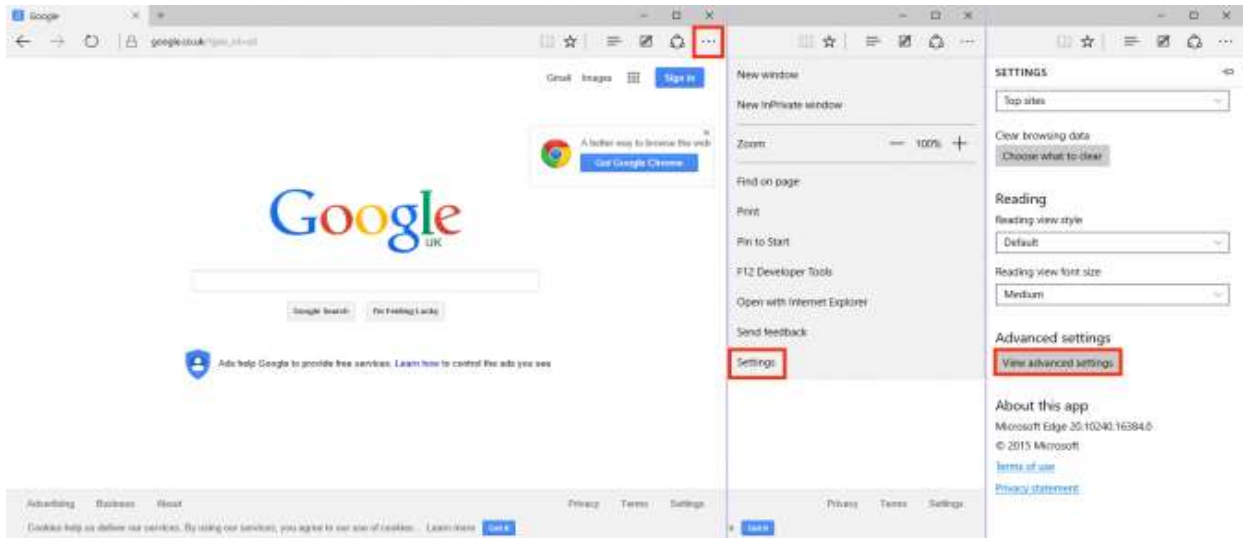 Google
google.co.uk
Gmail Images
Sign in
A better way to browse the web
Get Google Chrome
Google
UK
Google Search
I'm Feeling Lucky
Ads help Google to provide free services. Learn how to control the ads you see
Advertising Business About
Privacy Terms Settings
Cookies help us deliver our services. By using our services, you agree to our use of cookies. Learn more Got it
New window
New InPrivate window
Zoom 100%
Find on page
Print
Pin to Start
F12 Developer Tools
Open with Internet Explorer
Send feedback
Settings
Privacy Terms Settings
Got it
SETTINGS
Top sites
Clear browsing data
Choose what to clear
Reading
Reading view style
Default
Reading view font size
Medium
Advanced settings
View advanced settings
About this app
Microsoft Edge 20.10240.16384.0
© 2015 Microsoft
Terms of use
Privacy statement